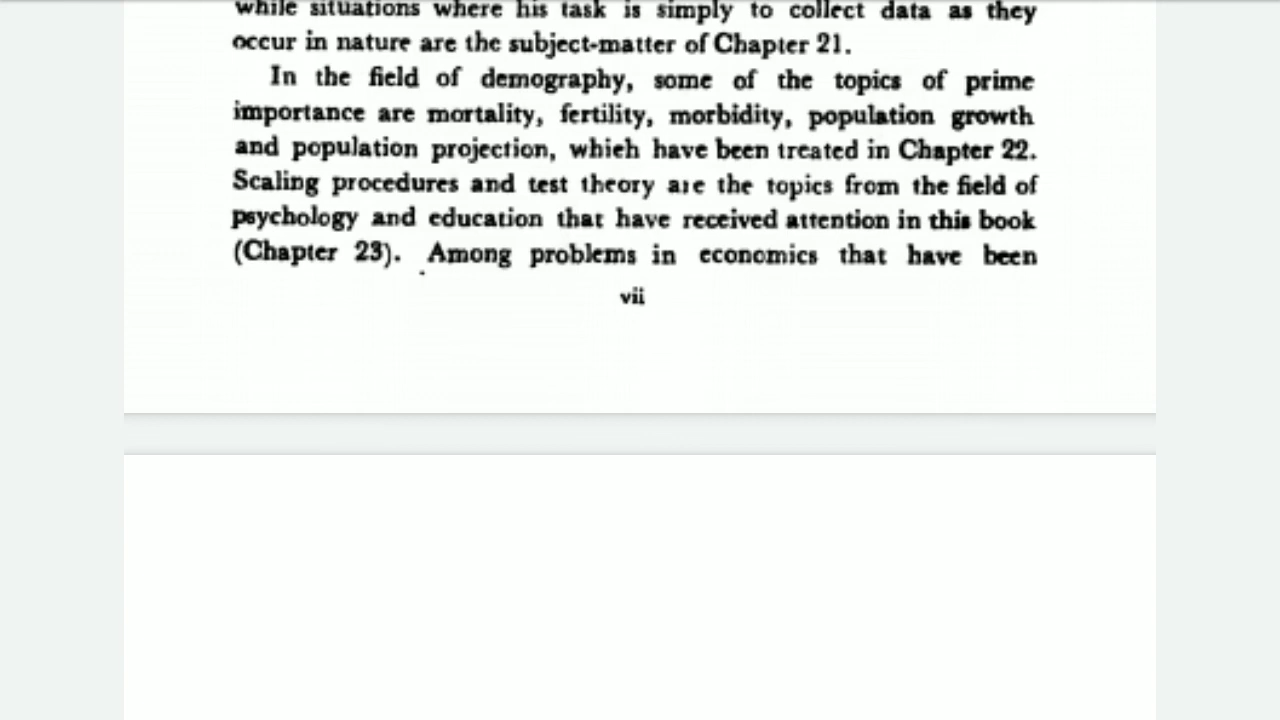 while situations where his task is simply to collect data as they
occur in nature are the subject-matter of Chapter 21.
In the field of demography, some of the topics of prime
importance are mortality, fertility, morbidity, population growth
and population projection, which have been treated in Chapter 22.
Scaling procedures and test theory are the topics from the field of
psychology and education that have received attention in this book
(Chapter 23). Among problems in economics that have been
vii